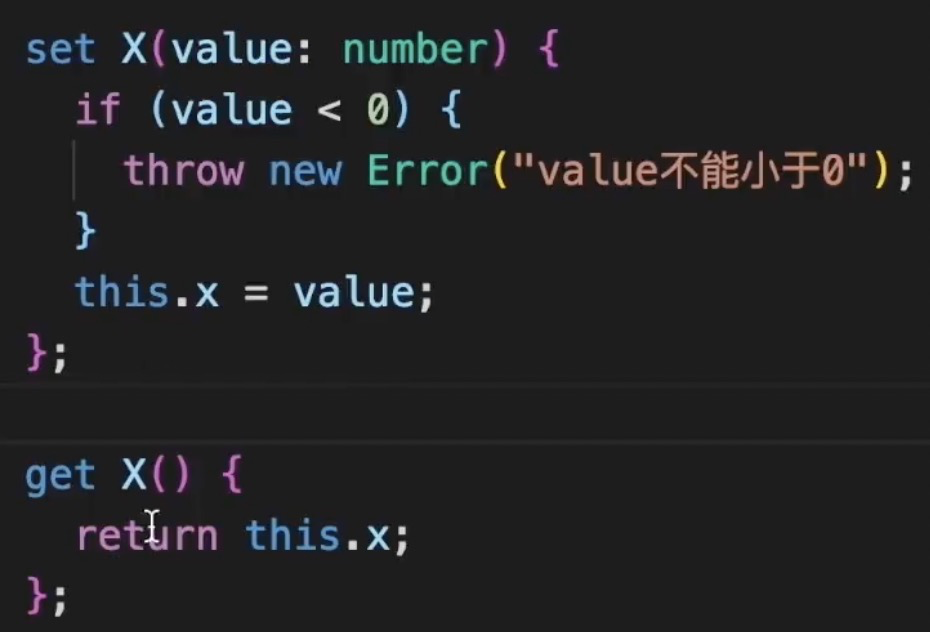 set X(value: number) {
if (value < 0) {
throw new Error("value不能小于0");
}
this.x = value;
};
get X() {
return this.x;
};